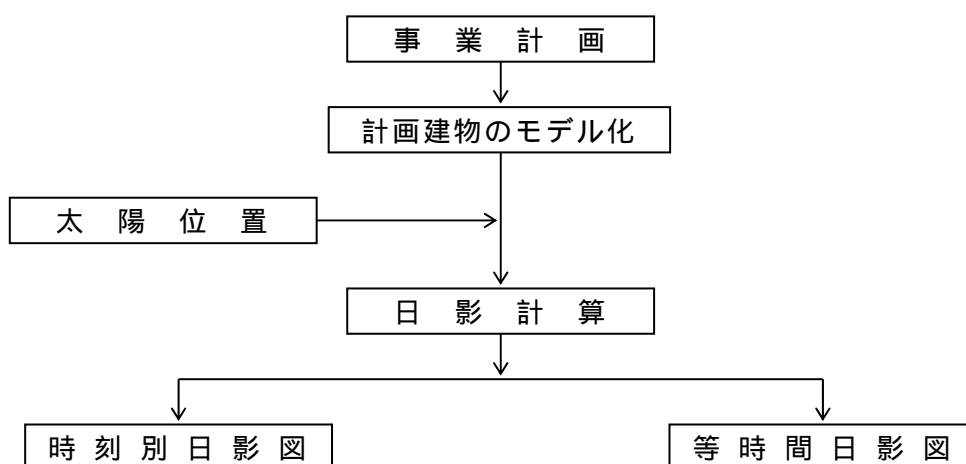 事業計画
計画建物のモデル化
太陽位置
日影計算
時刻別日影図
等時間日影図